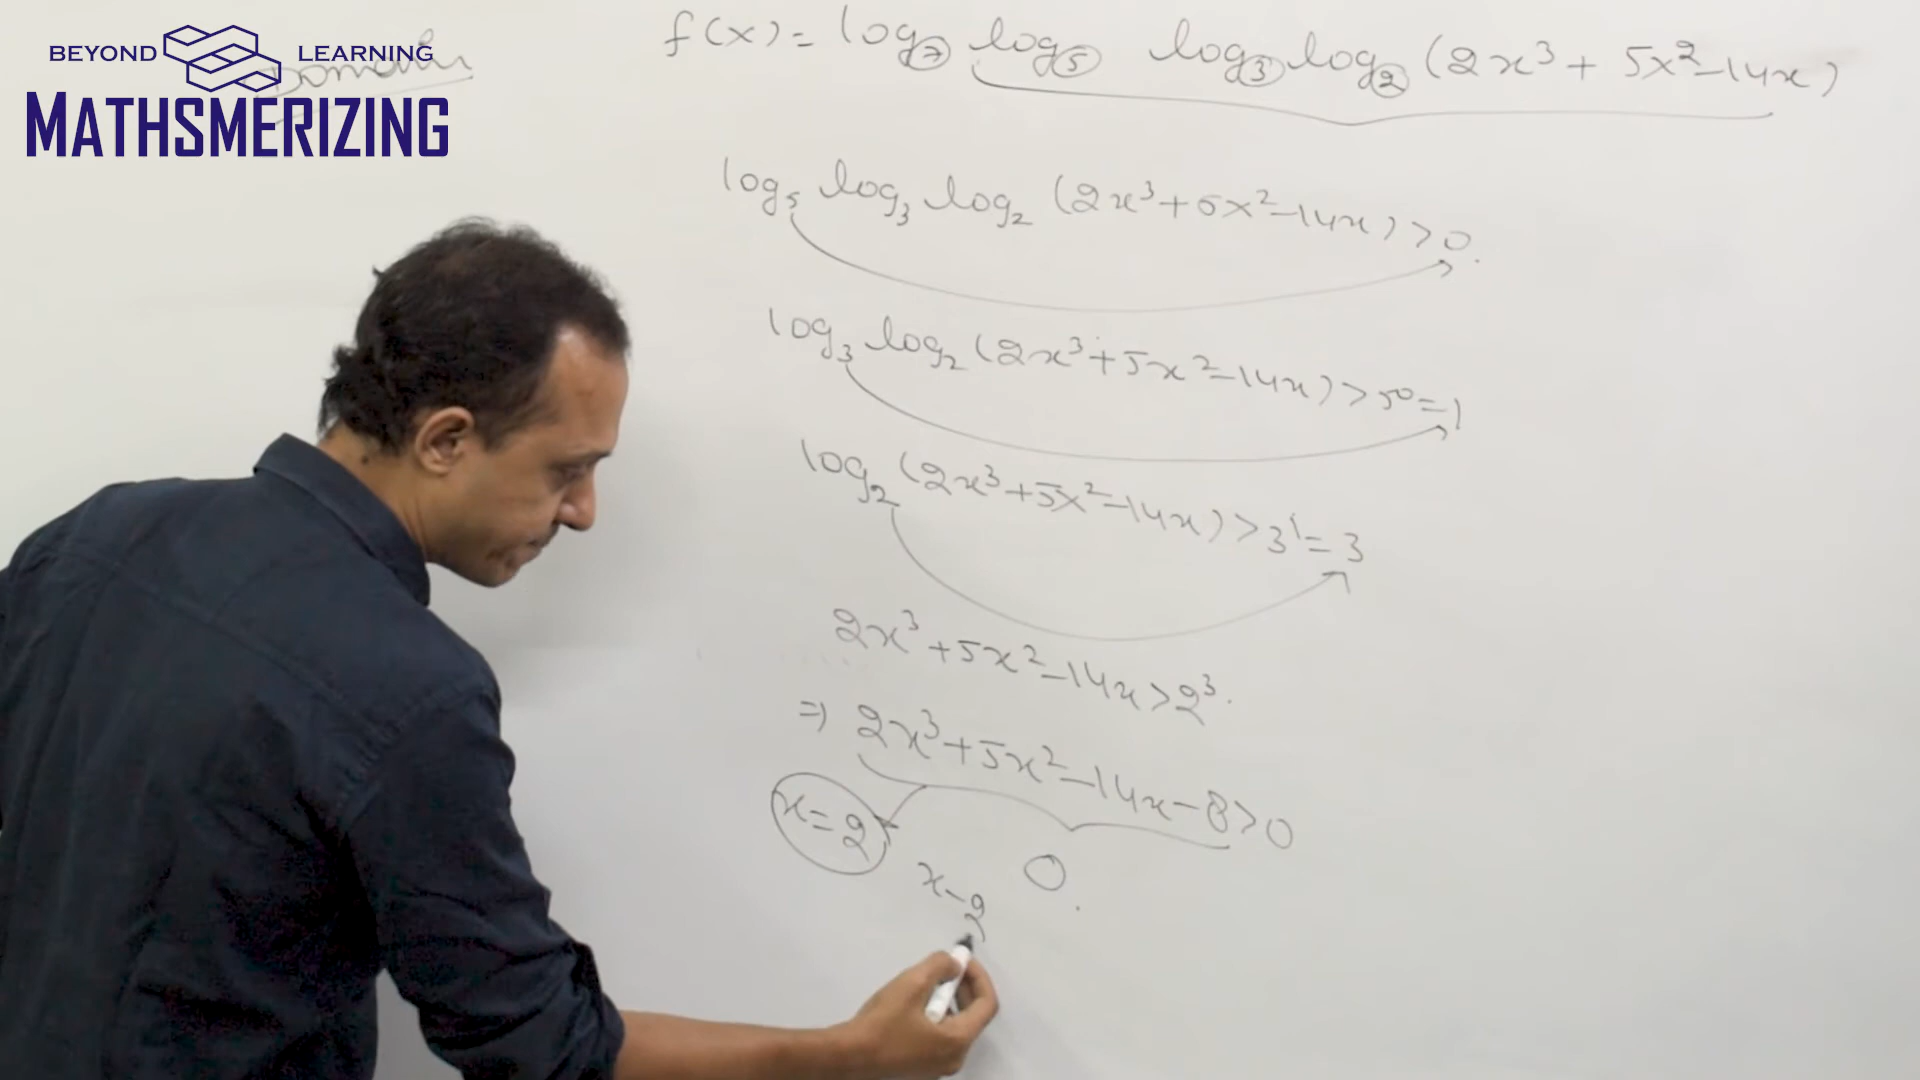 BEYOND LEARNING
MATHSMERIZING
Domain
f(x) = log₇ log₅ log₃ log₂ (2x³ + 5x² - 14x)
log₅ log₃ log₂ (2x³ + 5x² - 14x) > 0.
log₃ log₂ (2x³ + 5x² - 14x) > 5⁰ = 1
log₂ (2x³ + 5x² - 14x) > 3¹ = 3
2x³ + 5x² - 14x > 2³.
⇒ 2x³ + 5x² - 14x - 8 > 0
x = 2
0.
x - 2